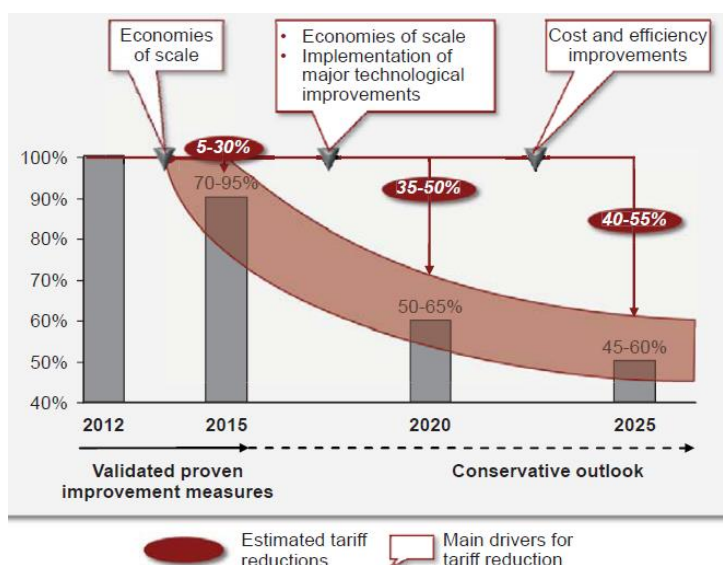 Economies
of scale
• Economies of scale
• Implementation of
major technological
improvements
Cost and efficiency
improvements
100%
90%
80%
70%
60%
50%
40%
5-30%
70-95%
35-50%
50-65%
40-55%
45-60%
2012
2015
2020
2025
Validated proven
improvement measures
Conservative outlook
Estimated tariff
reductions
Main drivers for
tariff reduction